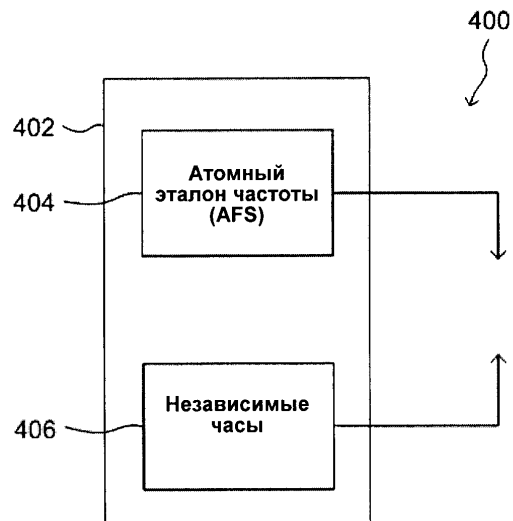 400
402
404
Атомный
эталон частоты
(AFS)
406
Независимые
часы